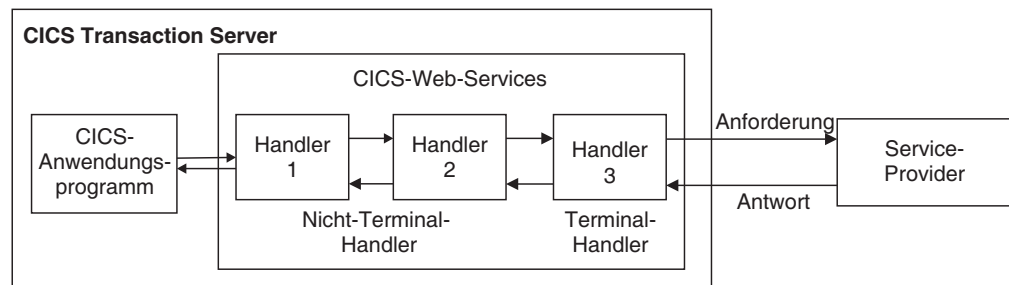 CICS Transaction Server
CICS-Web-Services
CICS-
Anwendungs-
programm
Handler
1
Handler
2
Handler
3
Anforderung
Service-
Provider
Antwort
Nicht-Terminal-
Handler
Terminal-
Handler